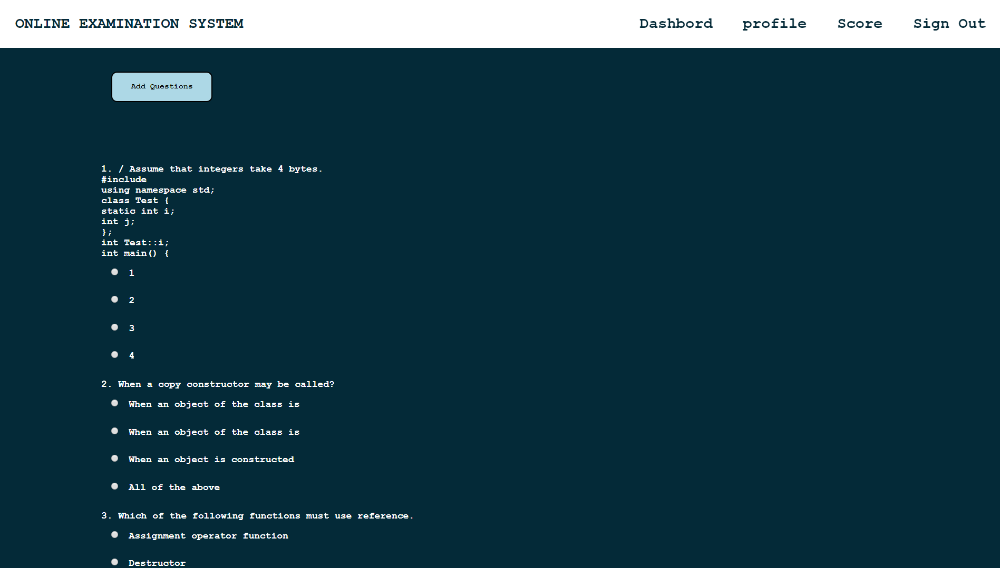 ONLINE EXAMINATION SYSTEM
Dashbord profile Score Sign Out
Add Questions
1. / Assume that integers take 4 bytes.
#include
using namespace std;
class Test {
static int i;
int j;
};
int Test::i;
int main() {
1
2
3
4
2. When a copy constructor may be called?
When an object of the class is
When an object of the class is
When an object is constructed
All of the above
3. Which of the following functions must use reference.
Assignment operator function
Destructor